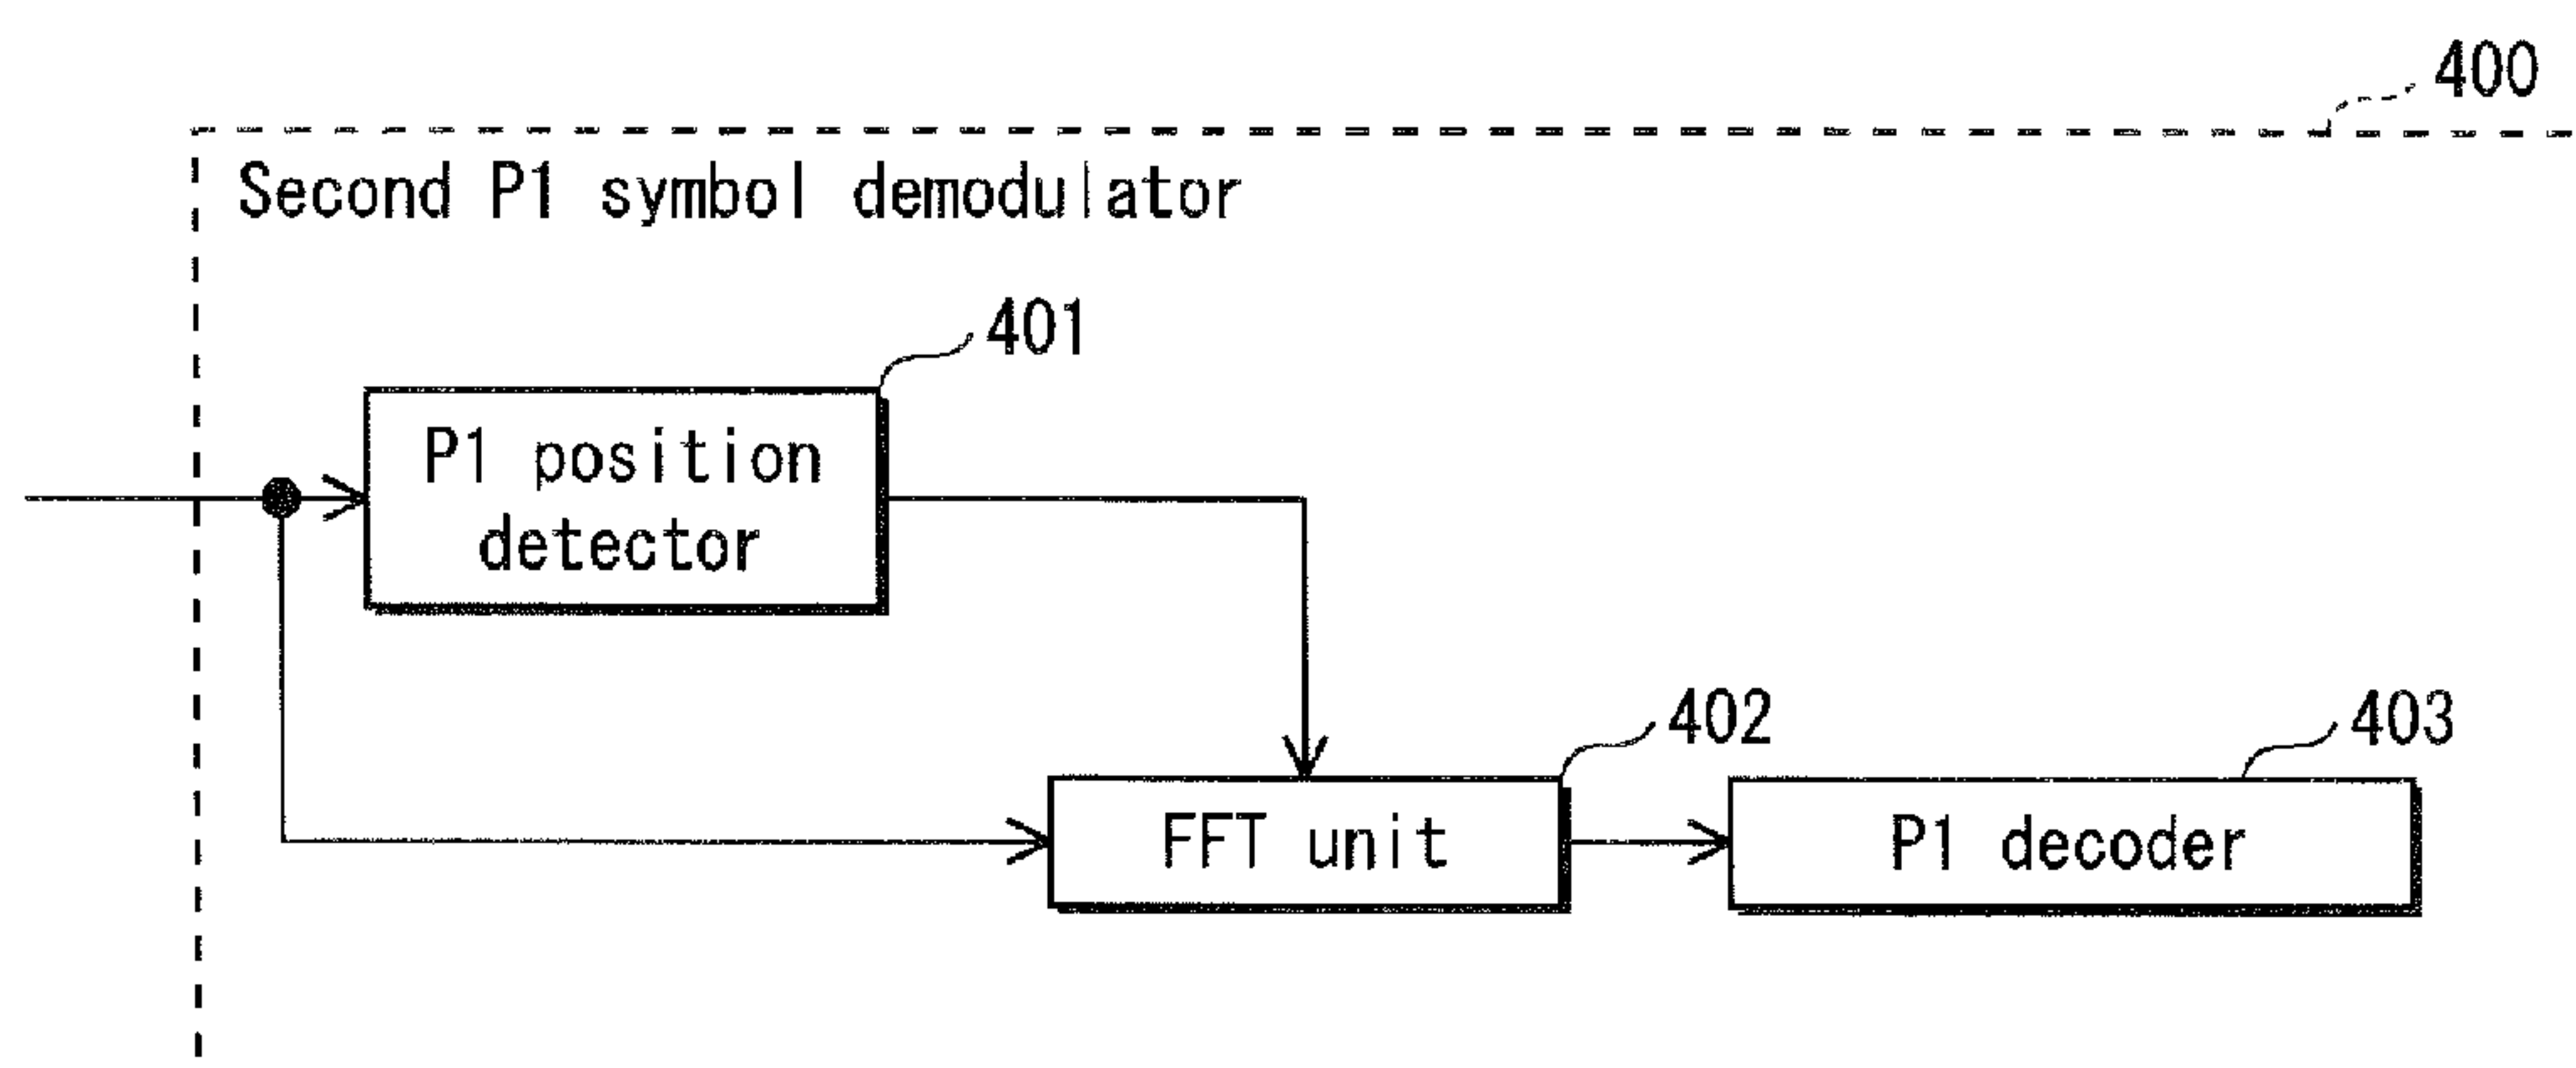 400
Second P1 symbol demodulator
401
P1 position
detector
402
403
FFT unit
P1 decoder